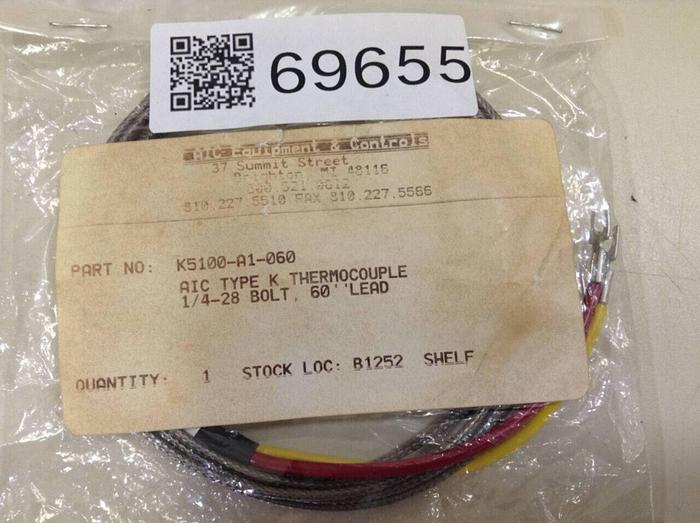 69655
AIC Equipment & Controls
37 Summit Street
Brighton, MI 48116
800.521.0612
810.227.5510 FAX 810.227.5566
PART NO: K5100-A1-060
AIC TYPE K THERMOCOUPLE
1/4-28 BOLT, 60''LEAD
QUANTITY: 1 STOCK LOC: B1252 SHELF